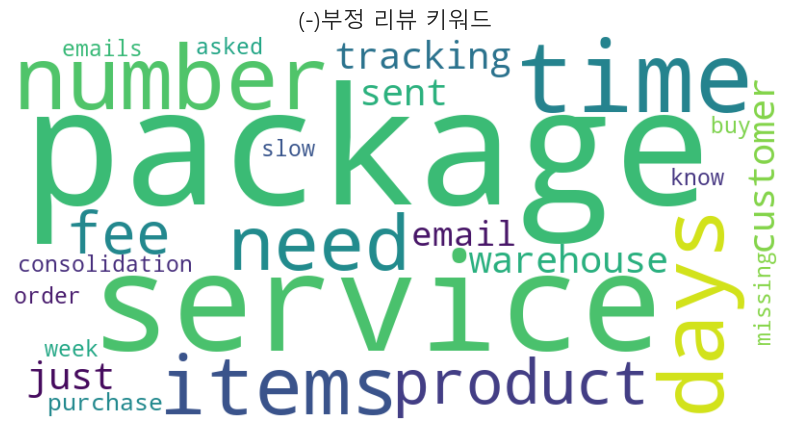 (-)부정 리뷰 키워드
emails
asked
number
tracking
time
sent
package
slow
buy
customer
know
fee
need
email
warehouse
consolidation
service
days
missing
order
week
just
items
product
purchase